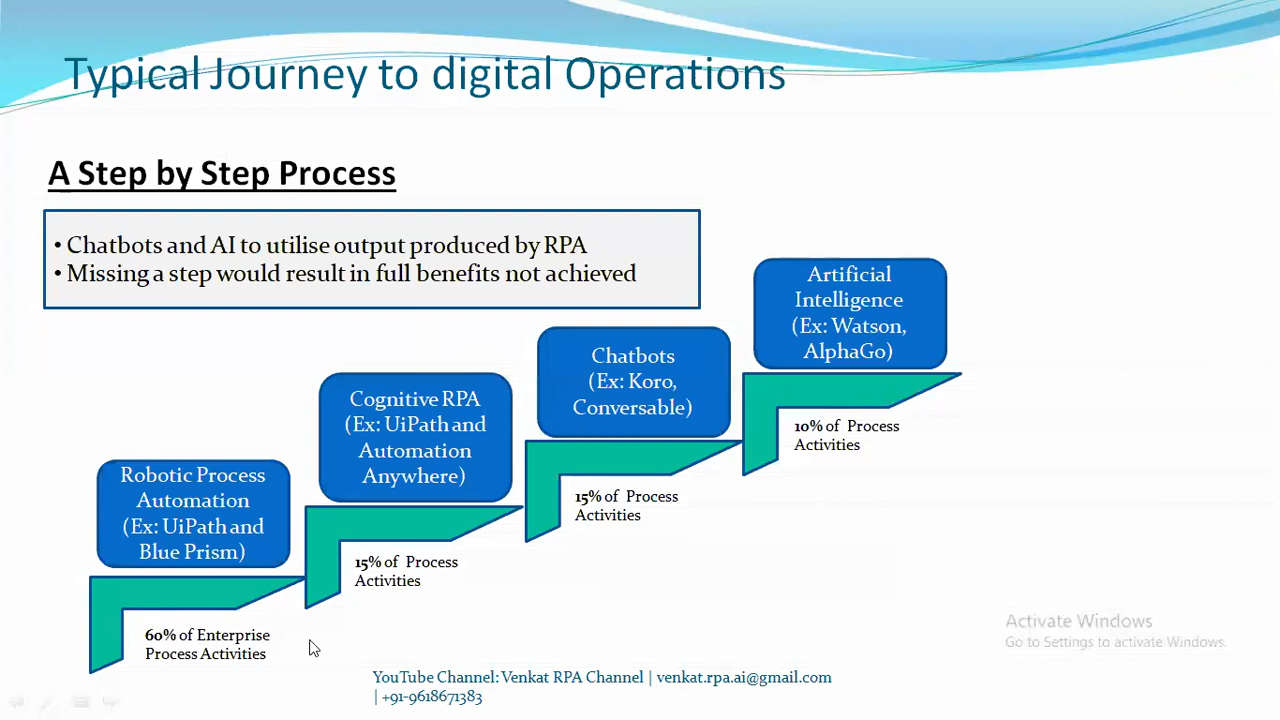 Typical Journey to digital Operations
A Step by Step Process
• Chatbots and AI to utilise output produced by RPA
• Missing a step would result in full benefits not achieved
Artificial
Intelligence
(Ex: Watson,
AlphaGo)
Chatbots
(Ex: Koro,
Conversable)
Cognitive RPA
(Ex: UiPath and
Automation
Anywhere)
Robotic Process
Automation
(Ex: UiPath and
Blue Prism)
10% of Process
Activities
15% of Process
Activities
15% of Process
Activities
60% of Enterprise
Process Activities
Activate Windows
Go to Settings to activate Windows.
YouTube Channel: Venkat RPA Channel | venkat.rpa.ai@gmail.com
| +91-9618671383